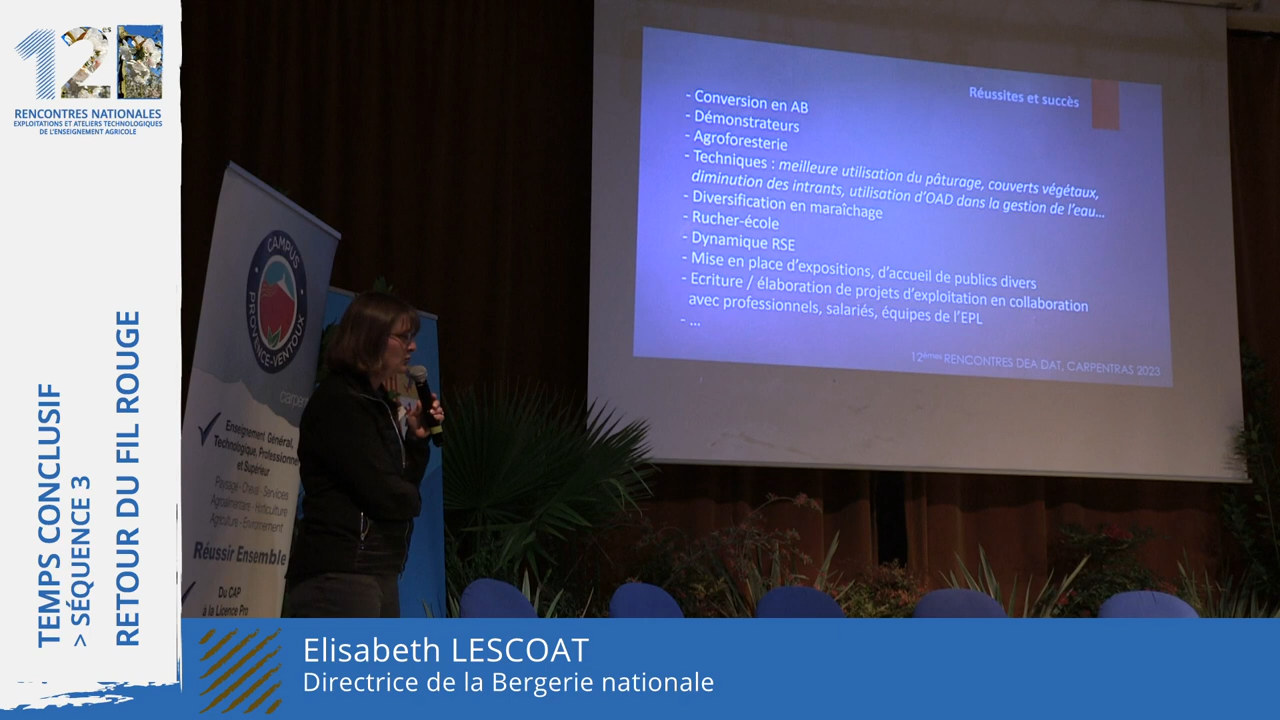 12es
RENCONTRES NATIONALES
EXPLOITATIONS ET ATELIERS TECHNOLOGIQUES
DE L'ENSEIGNEMENT AGRICOLE
TEMPS CONCLUSIF
> SÉQUENCE 3
RETOUR DU FIL ROUGE
CAMPUS
PROVENCE-VENTOUX
Enseignement Général,
Technologique, Professionne
et Supérieur
Paysage - Cheval - Services
Agroalimentaire - Horticulture
Agriculture - Environnement
Réussir Ensemble
Du CAP
à la Licence Pro
Réussites et succès
- Conversion en AB
- Démonstrateurs
- Agroforesterie
- Techniques : meilleure utilisation du pâturage, couverts végétaux,
diminution des intrants, utilisation d'OAD dans la gestion de l'eau...
- Diversification en maraîchage
- Rucher-école
- Dynamique RSE
- Mise en place d'expositions, d'accueil de publics divers
- Ecriture / élaboration de projets d'exploitation en collaboration
avec professionnels, salariés, équipes de l'EPL
- ...
12èmes RENCONTRES DEA DAT, CARPENTRAS 2023
Elisabeth LESCOAT
Directrice de la Bergerie nationale